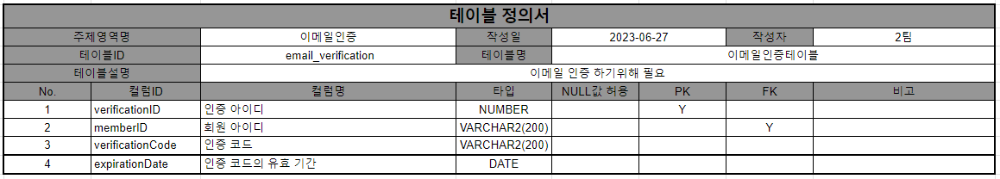 테이블 정의서
주제영역명 이메일인증 작성일 2023-06-27 작성자 2팀
테이블ID email_verification 테이블명 이메일인증테이블
테이블설명 이메일 인증 하기위해 필요
No. 컬럼ID 컬럼명 타입 NULL값 허용 PK FK 비고
1 verificationID 인증 아이디 NUMBER Y
2 memberID 회원 아이디 VARCHAR2(200) Y
3 verificationCode 인증 코드 VARCHAR2(200)
4 expirationDate 인증 코드의 유효 기간 DATE